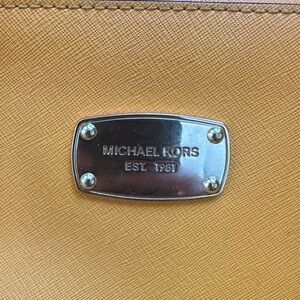 MICHAEL KORS
EST. 1981